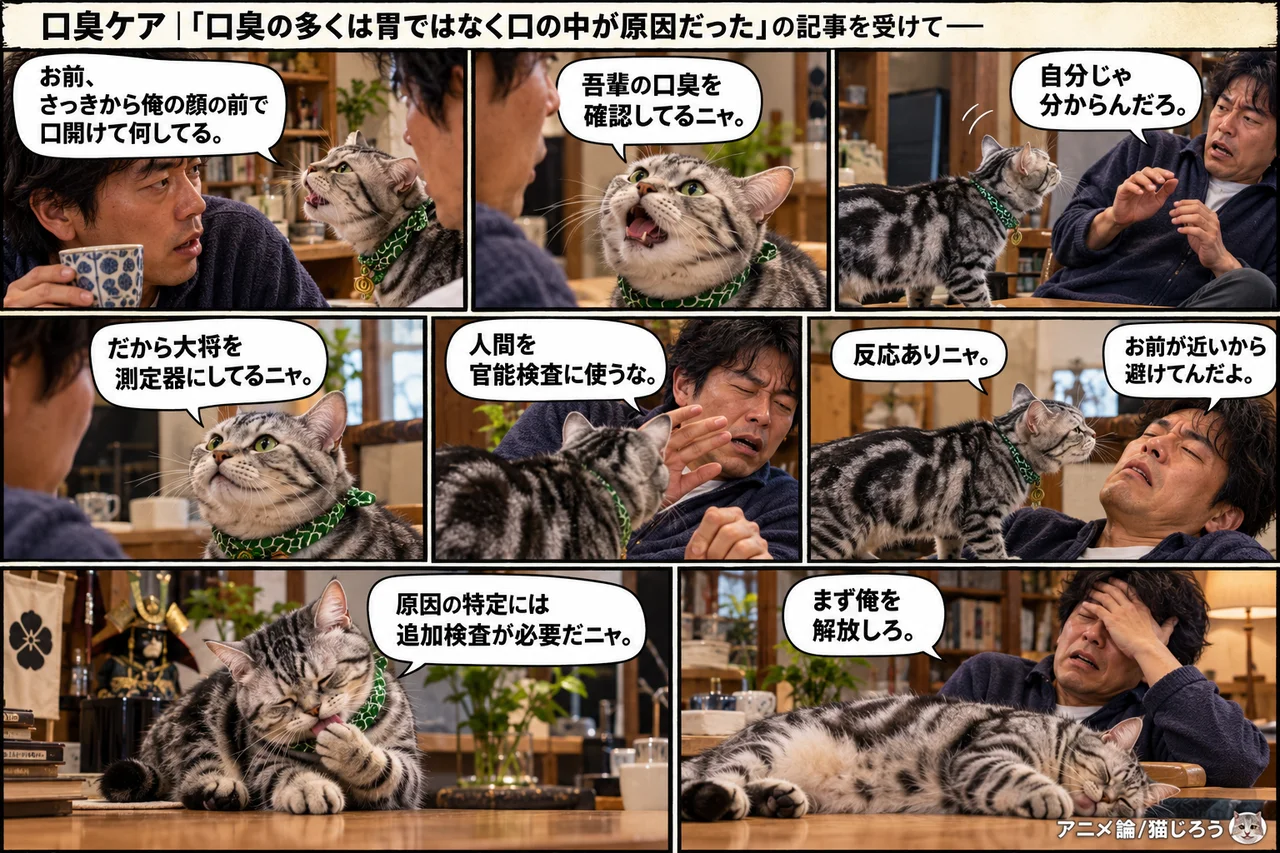 口臭ケア｜「口臭の多くは胃ではなく口の中が原因だった」の記事を受けて――
お前、
さっきから俺の顔の前で
口開けて何してる。
吾輩の口臭を
確認してるニャ。
自分じゃ
分からんだろ。
だから大将を
測定器にしてるニャ。
人間を
官能検査に使うな。
反応ありニャ。
お前が近いから
避けてんだよ。
原因の特定には
追加検査が必要だニャ。
まず俺を
解放しろ。
アニメ論/猫じろう